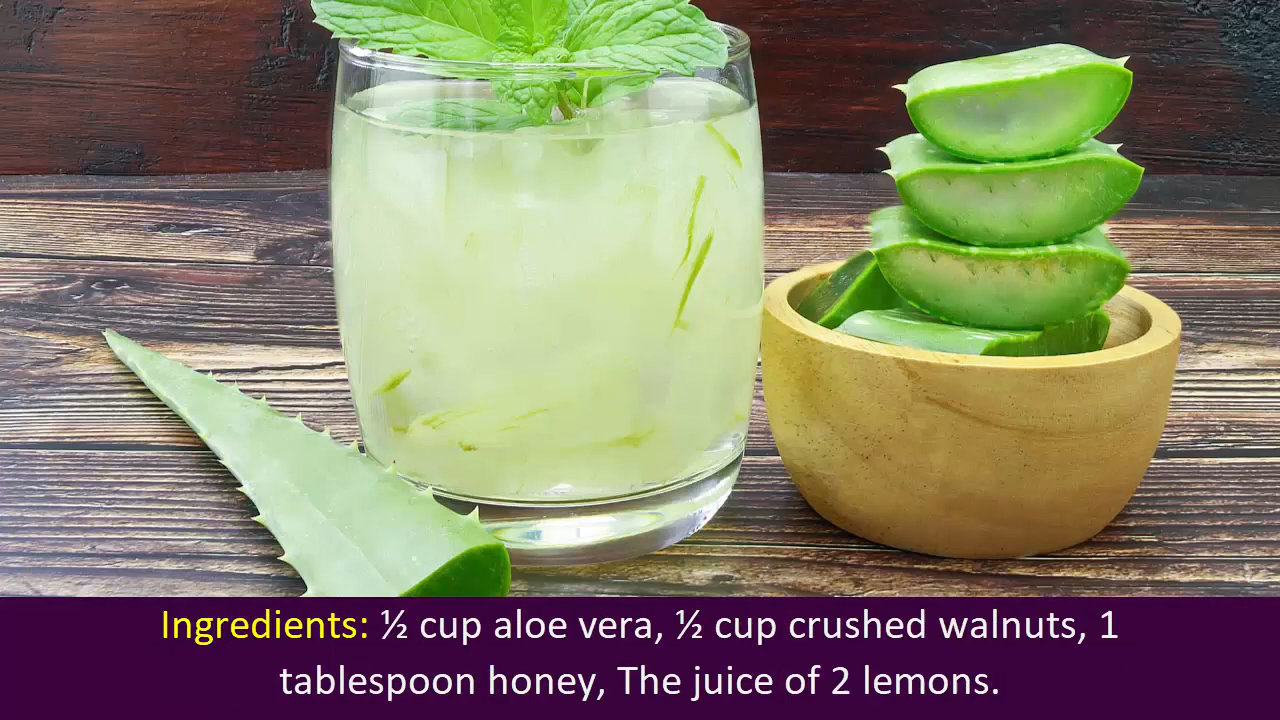 Ingredients: ½ cup aloe vera, ½ cup crushed walnuts, 1
tablespoon honey, The juice of 2 lemons.